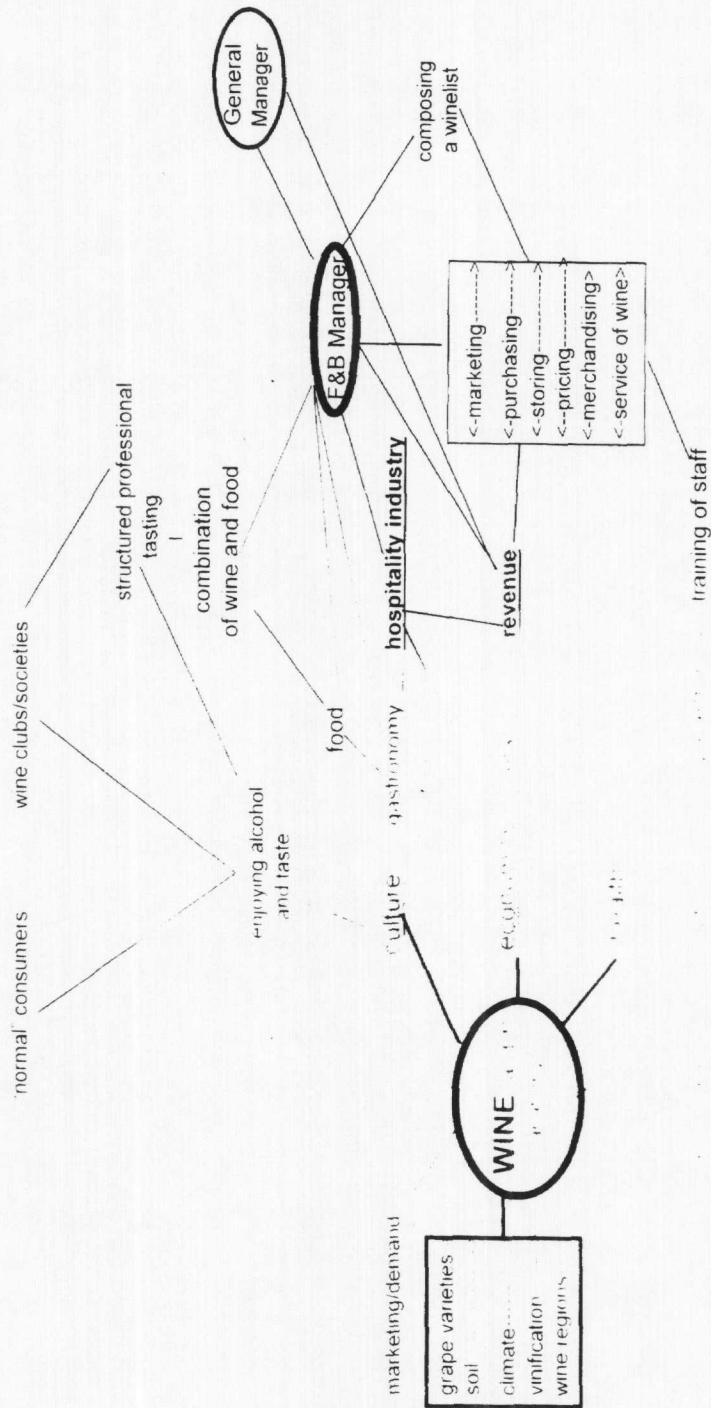 "normal" consumers
wine clubs/societies
enjoying alcohol
and taste
structured professional
tasting
combination
of wine and food
food
General
Manager
F&B Manager
composing
a winelist
marketing/demand
culture
gastronomy
hospitality industry
grape varieties
soil
climate------
vinification
wine regions
WINE
revenue
<-marketing------>
<-purchasing----->
<-storing--------->
<--pricing-------->
<-merchandising>
<-service of wine>
training of staff